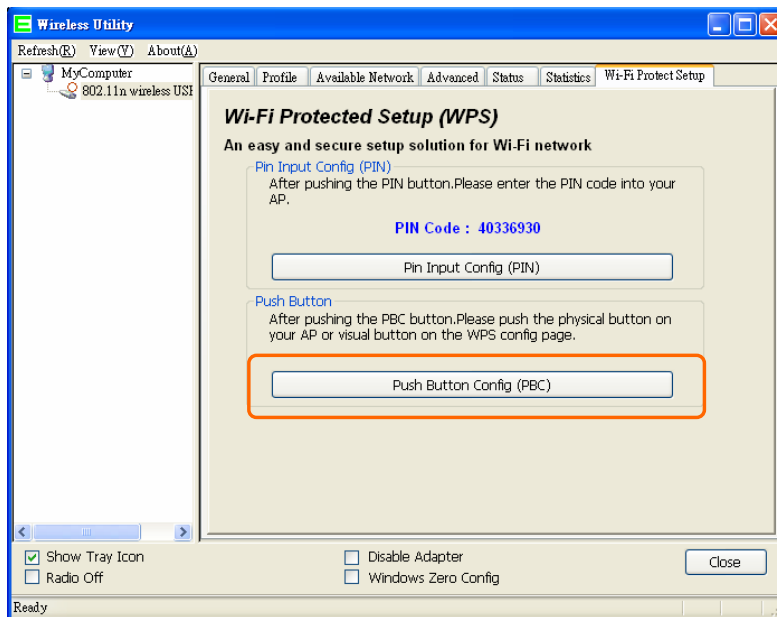 Wireless Utility
Refresh(R) View(V) About(A)
MyComputer
802.11n wireless USB
General Profile Available Network Advanced Status Statistics Wi-Fi Protect Setup
Wi-Fi Protected Setup (WPS)
An easy and secure setup solution for Wi-Fi network
Pin Input Config (PIN)
After pushing the PIN button.Please enter the PIN code into your
AP.
PIN Code : 40336930
Pin Input Config (PIN)
Push Button
After pushing the PBC button.Please push the physical button on
your AP or visual button on the WPS config page.
Push Button Config (PBC)
Show Tray Icon
Disable Adapter
Close
Radio Off
Windows Zero Config
Ready